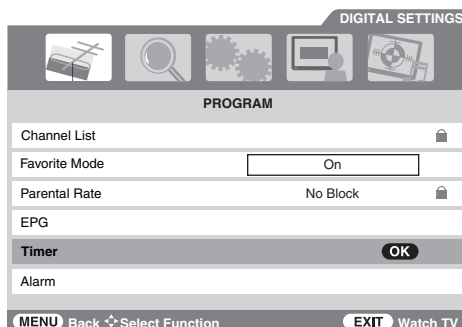 DIGITAL SETTINGS
PROGRAM
Channel List
Favorite Mode On
Parental Rate No Block
EPG
Timer OK
Alarm
MENU Back Select Function EXIT Watch TV